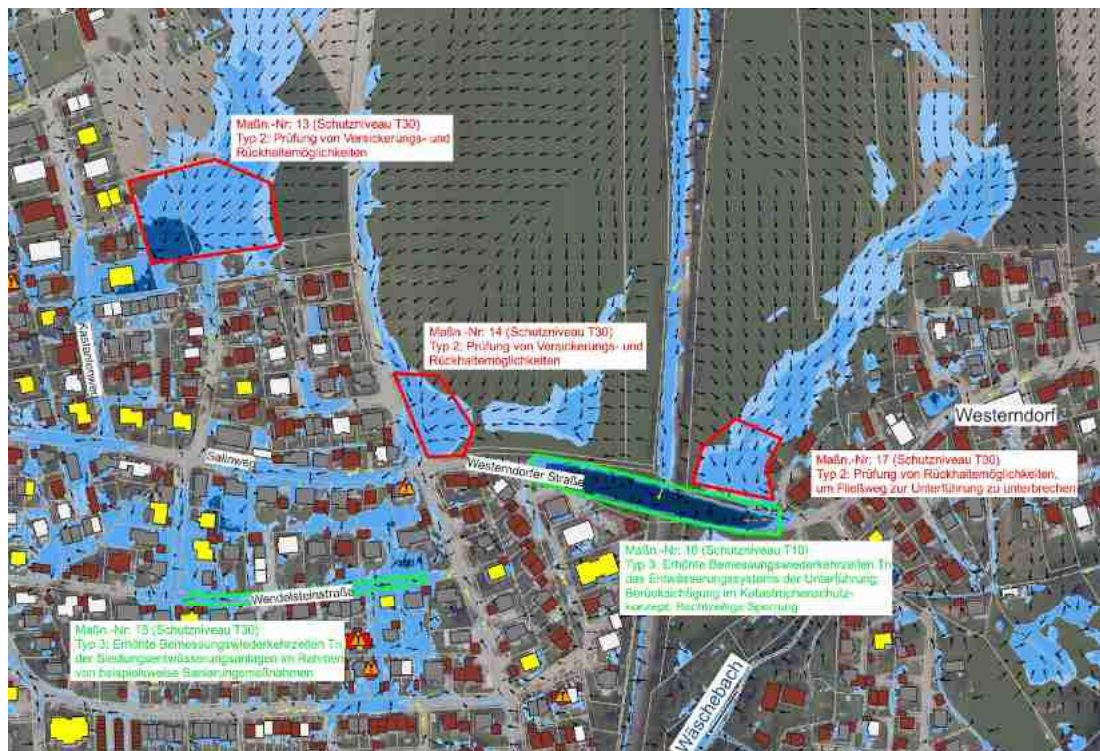 Maßn.-Nr: 13 (Schutzniveau T30)
Typ 2: Prüfung von Versickerungs- und
Rückhaltemöglichkeiten
Kastanienweg
Maßn.-Nr: 14 (Schutzniveau T30)
Typ 2: Prüfung von Versickerungs- und
Rückhaltemöglichkeiten
Westerndorf
Salinweg
Westerndorfer Straße
Maßn.-Nr: 17 (Schutzniveau T30)
Typ 2: Prüfung von Rückhaltemöglichkeiten,
um Fließweg zur Unterführung zu unterbrechen
Maßn.-Nr: 16 (Schutzniveau T10)
Typ 3: Erhöhte Bemessungswiederkehrzeiten Tn
das Entwässerungssystems der Unterführung;
Berücksichtigung im Katastrophenschutz-
konzept, Rechtzeitige Sperrung
Wendelsteinstraße
Maßn.-Nr: 15 (Schutzniveau T30)
Typ 3: Erhöhte Bemessungswiederkehrzeiten Tn
der Siedlungsentwässerungsanlagen im Rahmen
von beispielsweise Sanierungsmaßnahmen
Wäschebach